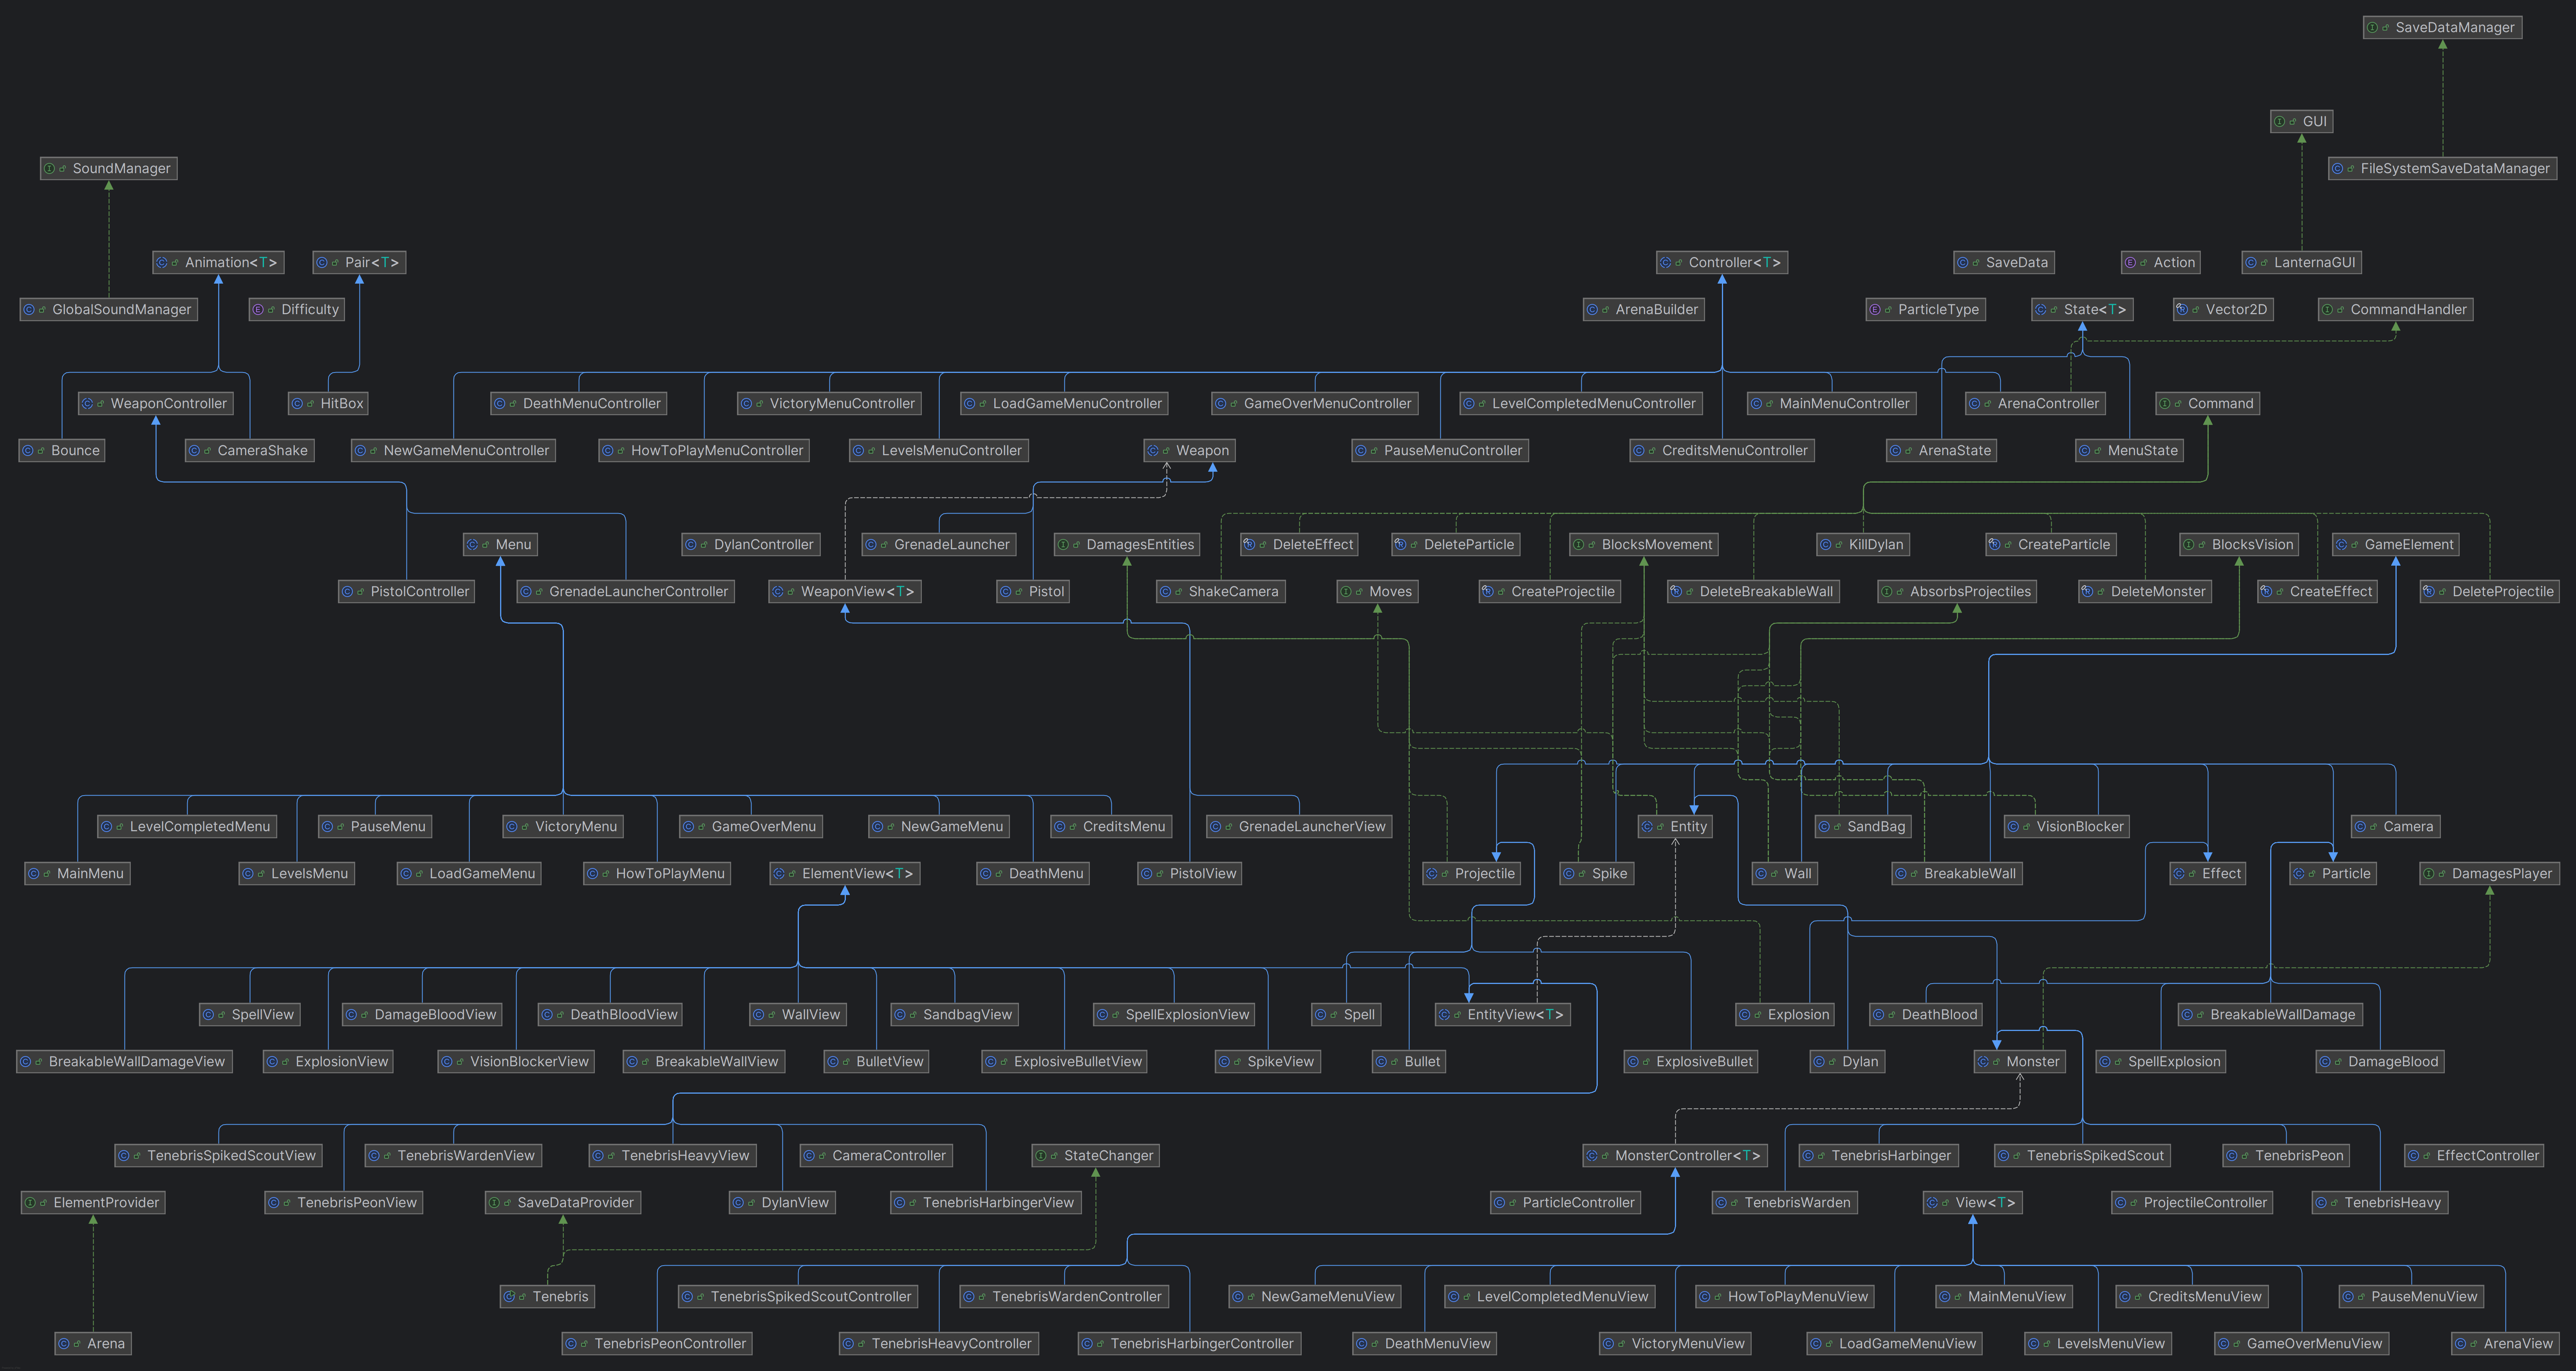 SaveDataManager
GUI
SoundManager
FileSystemSaveDataManager
Animation<T>
Pair<T>
Controller<T>
SaveData
Action
LanternaGUI
GlobalSoundManager
Difficulty
ArenaBuilder
ParticleType
State<T>
Vector2D
CommandHandler
WeaponController
HitBox
DeathMenuController
VictoryMenuController
LoadGameMenuController
GameOverMenuController
LevelCompletedMenuController
MainMenuController
ArenaController
Command
Bounce
CameraShake
NewGameMenuController
HowToPlayMenuController
LevelsMenuController
Weapon
PauseMenuController
CreditsMenuController
ArenaState
MenuState
Menu
DylanController
GrenadeLauncher
DamagesEntities
DeleteEffect
DeleteParticle
BlocksMovement
KillDylan
CreateParticle
BlocksVision
GameElement
PistolController
GrenadeLauncherController
WeaponView<T>
Pistol
ShakeCamera
Moves
CreateProjectile
DeleteBreakableWall
AbsorbsProjectiles
DeleteMonster
CreateEffect
DeleteProjectile
LevelCompletedMenu
PauseMenu
VictoryMenu
GameOverMenu
NewGameMenu
CreditsMenu
GrenadeLauncherView
Entity
SandBag
VisionBlocker
Camera
MainMenu
LevelsMenu
LoadGameMenu
HowToPlayMenu
ElementView<T>
DeathMenu
PistolView
Projectile
Spike
Wall
BreakableWall
Effect
Particle
DamagesPlayer
SpellView
DamageBloodView
DeathBloodView
WallView
SandbagView
SpellExplosionView
Spell
EntityView<T>
Explosion
DeathBlood
BreakableWallDamage
BreakableWallDamageView
ExplosionView
VisionBlockerView
BreakableWallView
BulletView
ExplosiveBulletView
SpikeView
Bullet
ExplosiveBullet
Dylan
Monster
SpellExplosion
DamageBlood
TenebrisSpikedScoutView
TenebrisWardenView
TenebrisHeavyView
CameraController
StateChanger
MonsterController<T>
TenebrisHarbinger
TenebrisSpikedScout
TenebrisPeon
EffectController
ElementProvider
TenebrisPeonView
SaveDataProvider
DylanView
TenebrisHarbingerView
ParticleController
TenebrisWarden
View<T>
ProjectileController
TenebrisHeavy
Tenebris
TenebrisSpikedScoutController
TenebrisWardenController
NewGameMenuView
LevelCompletedMenuView
HowToPlayMenuView
MainMenuView
CreditsMenuView
PauseMenuView
Arena
TenebrisPeonController
TenebrisHeavyController
TenebrisHarbingerController
DeathMenuView
VictoryMenuView
LoadGameMenuView
LevelsMenuView
GameOverMenuView
ArenaView